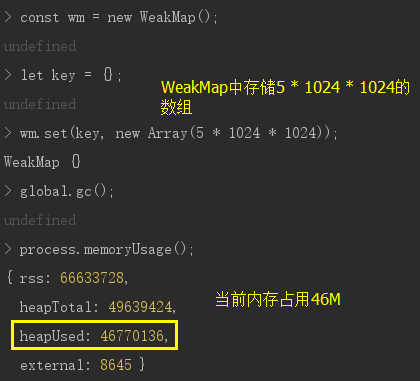 > const wm = new WeakMap();
undefined
> let key = {};
WeakMap中存储5 * 1024 * 1024的
数组
undefined
> wm.set(key, new Array(5 * 1024 * 1024));
WeakMap {}
> global.gc();
undefined
> process.memoryUsage();
{ rss: 66633728,
heapTotal: 49639424,
当前内存占用46M
heapUsed: 46770136,
external: 8645 }